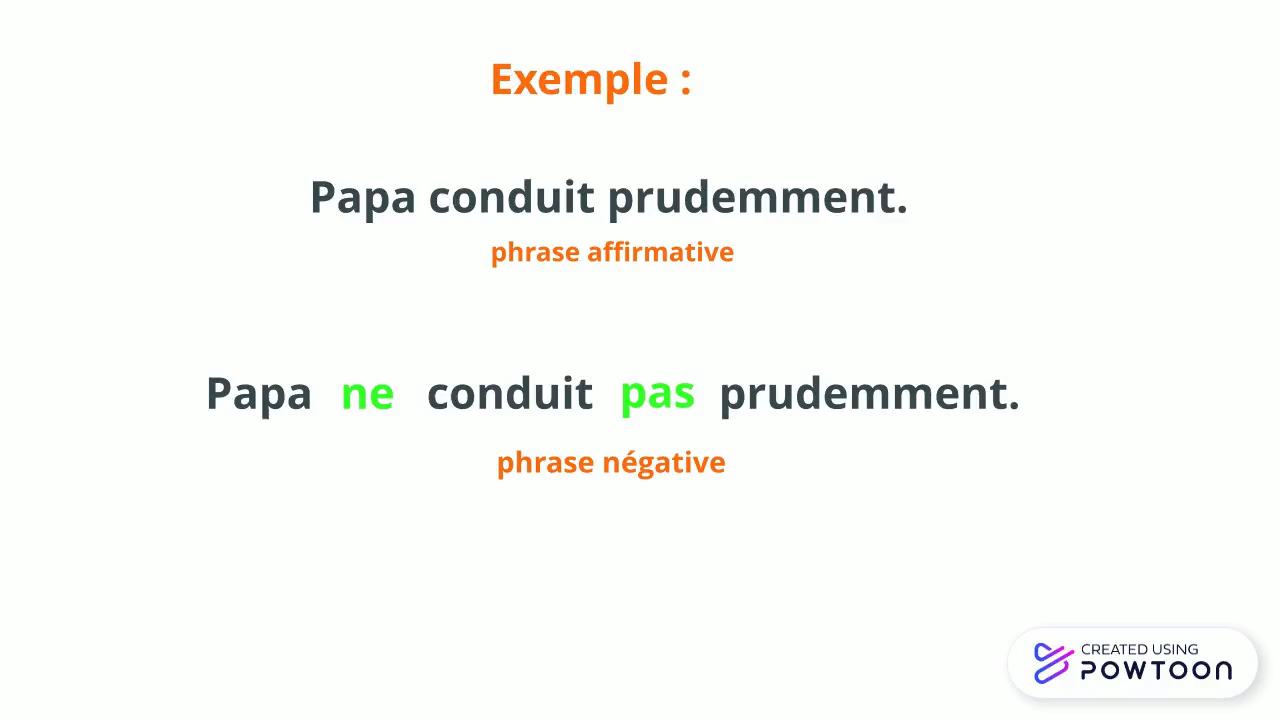 Exemple :
Papa conduit prudemment.
phrase affirmative
Papa ne conduit pas prudemment.
phrase négative
CREATED USING
POWTOON